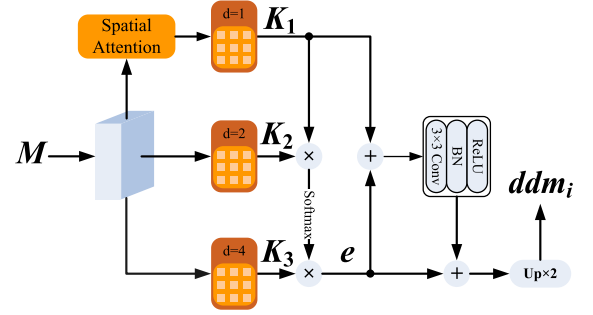 Spatial
Attention
d=1
K1
M
d=2
K2
×
+
3×3 Conv
BN
ReLU
ddmi
Softmax
d=4
K3
×
e
+
Up×2